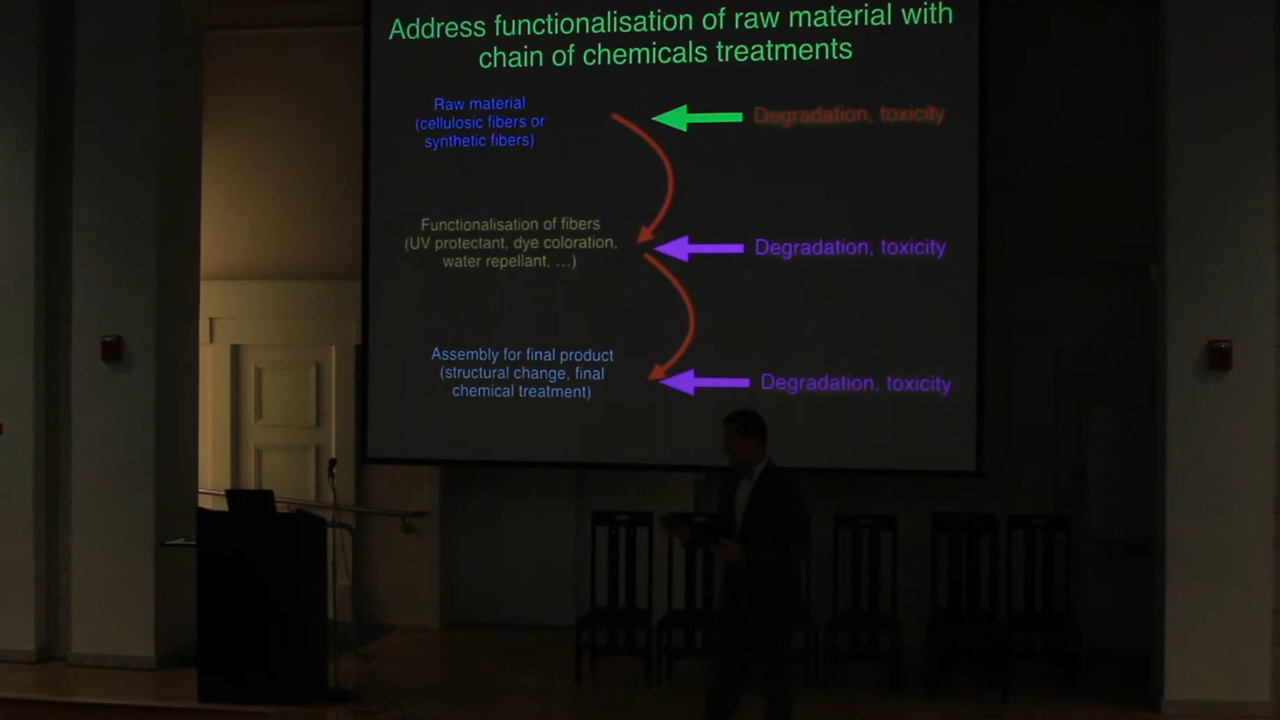 Address functionalisation of raw material with
chain of chemicals treatments
Raw material
(cellulosic fibers or
synthetic fibers)
Degradation, toxicity
Functionalisation of fibers
(UV protectant, dye coloration,
water repellant, ...)
Degradation, toxicity
Assembly for final product
(structural change, final
chemical treatment)
Degradation, toxicity